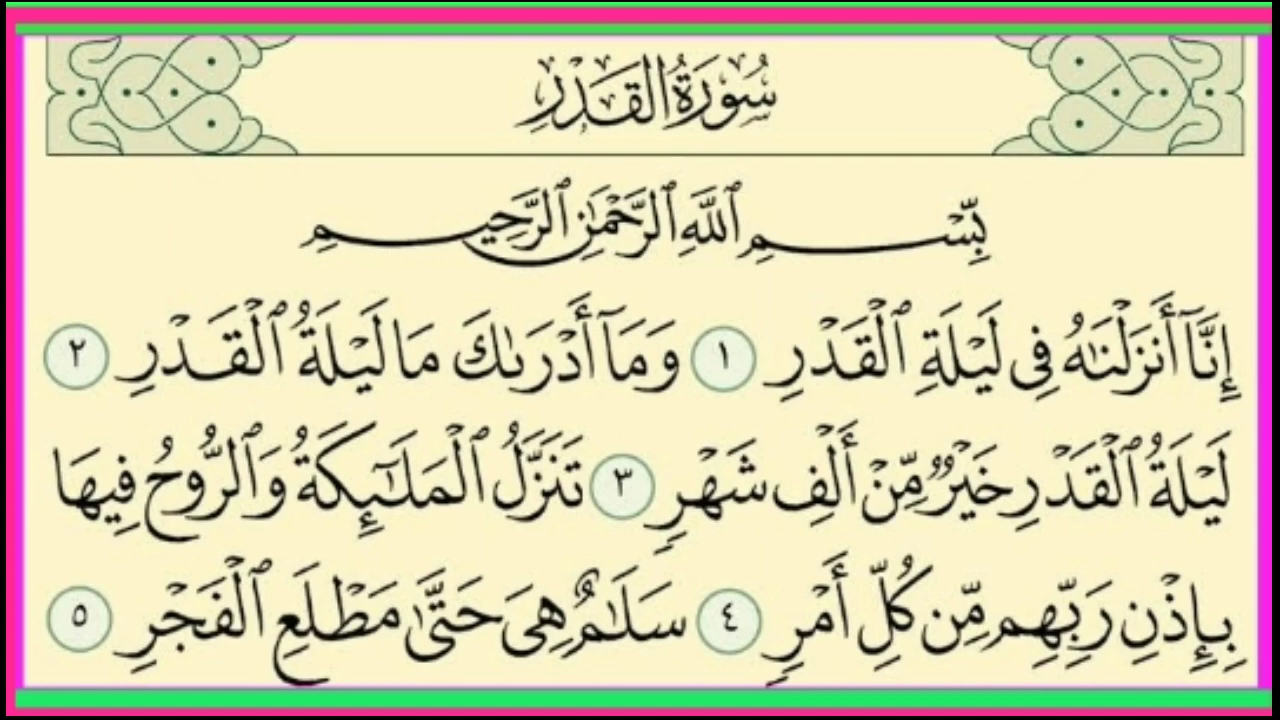 سُورَةُ القَدۡرِ
بِّسۡمِ ٱللَّهِ ٱلرَّحۡمَٰنِ ٱلرَّحِيمِ
إِنَّآ أَنزَلۡنَٰهُ فِي لَيۡلَةِ ٱلۡقَدۡرِ ١ وَمَآ أَدۡرَىٰكَ مَا لَيۡلَةُ ٱلۡقَدۡرِ ٢
لَيۡلَةُ ٱلۡقَدۡرِ خَيۡرٞ مِّنۡ أَلۡفِ شَهۡرٖ ٣ تَنَزَّلُ ٱلۡمَلَٰٓئِكَةُ وَٱلرُّوحُ فِيهَا
بِإِذۡنِ رَبِّهِم مِّن كُلِّ أَمۡرٖ ٤ سَلَٰمٌ هِيَ حَتَّىٰ مَطۡلَعِ ٱلۡفَجۡرِ ٥